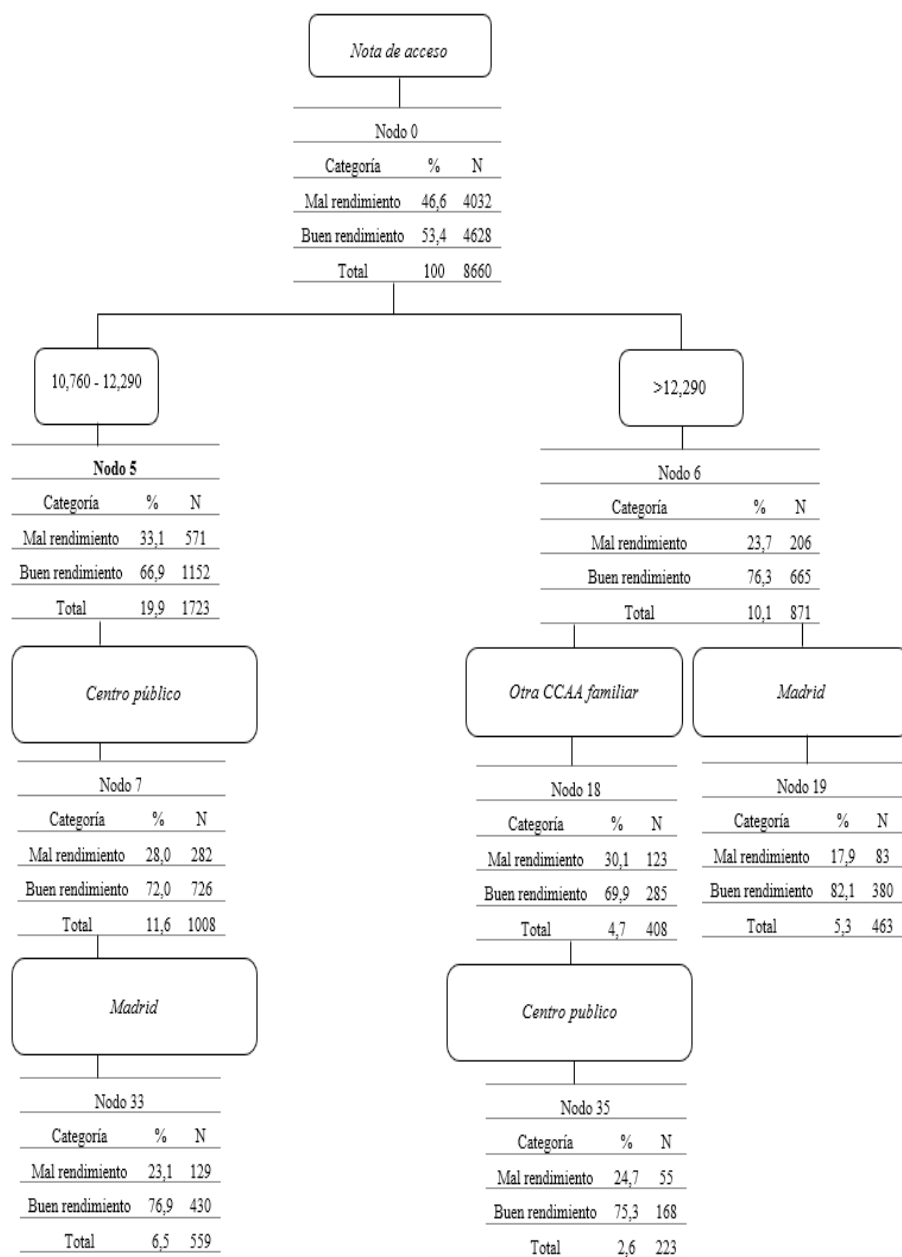 Nota de acceso
Nodo 0
Categoría % N
Mal rendimiento 46,6 4032
Buen rendimiento 53,4 4628
Total 100 8660
10,760 - 12,290
Nodo 5
Categoría % N
Mal rendimiento 33,1 571
Buen rendimiento 66,9 1152
Total 19,9 1723
Centro público
Nodo 7
Categoría % N
Mal rendimiento 28,0 282
Buen rendimiento 72,0 726
Total 11,6 1008
Madrid
Nodo 33
Categoría % N
Mal rendimiento 23,1 129
Buen rendimiento 76,9 430
Total 6,5 559
>12,290
Nodo 6
Categoría % N
Mal rendimiento 23,7 206
Buen rendimiento 76,3 665
Total 10,1 871
Otra CCAA familiar
Nodo 18
Categoría % N
Mal rendimiento 30,1 123
Buen rendimiento 69,9 285
Total 4,7 408
Centro publico
Nodo 35
Categoría % N
Mal rendimiento 24,7 55
Buen rendimiento 75,3 168
Total 2,6 223
Madrid
Nodo 19
Categoría % N
Mal rendimiento 17,9 83
Buen rendimiento 82,1 380
Total 5,3 463